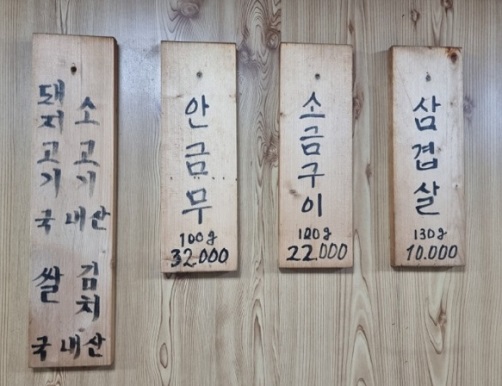 돼지고기 소고기
국내산
쌀 김치
국내산
안금무
100g
32.000
소금구이
120g
22.000
삼겹살
130g
10.000